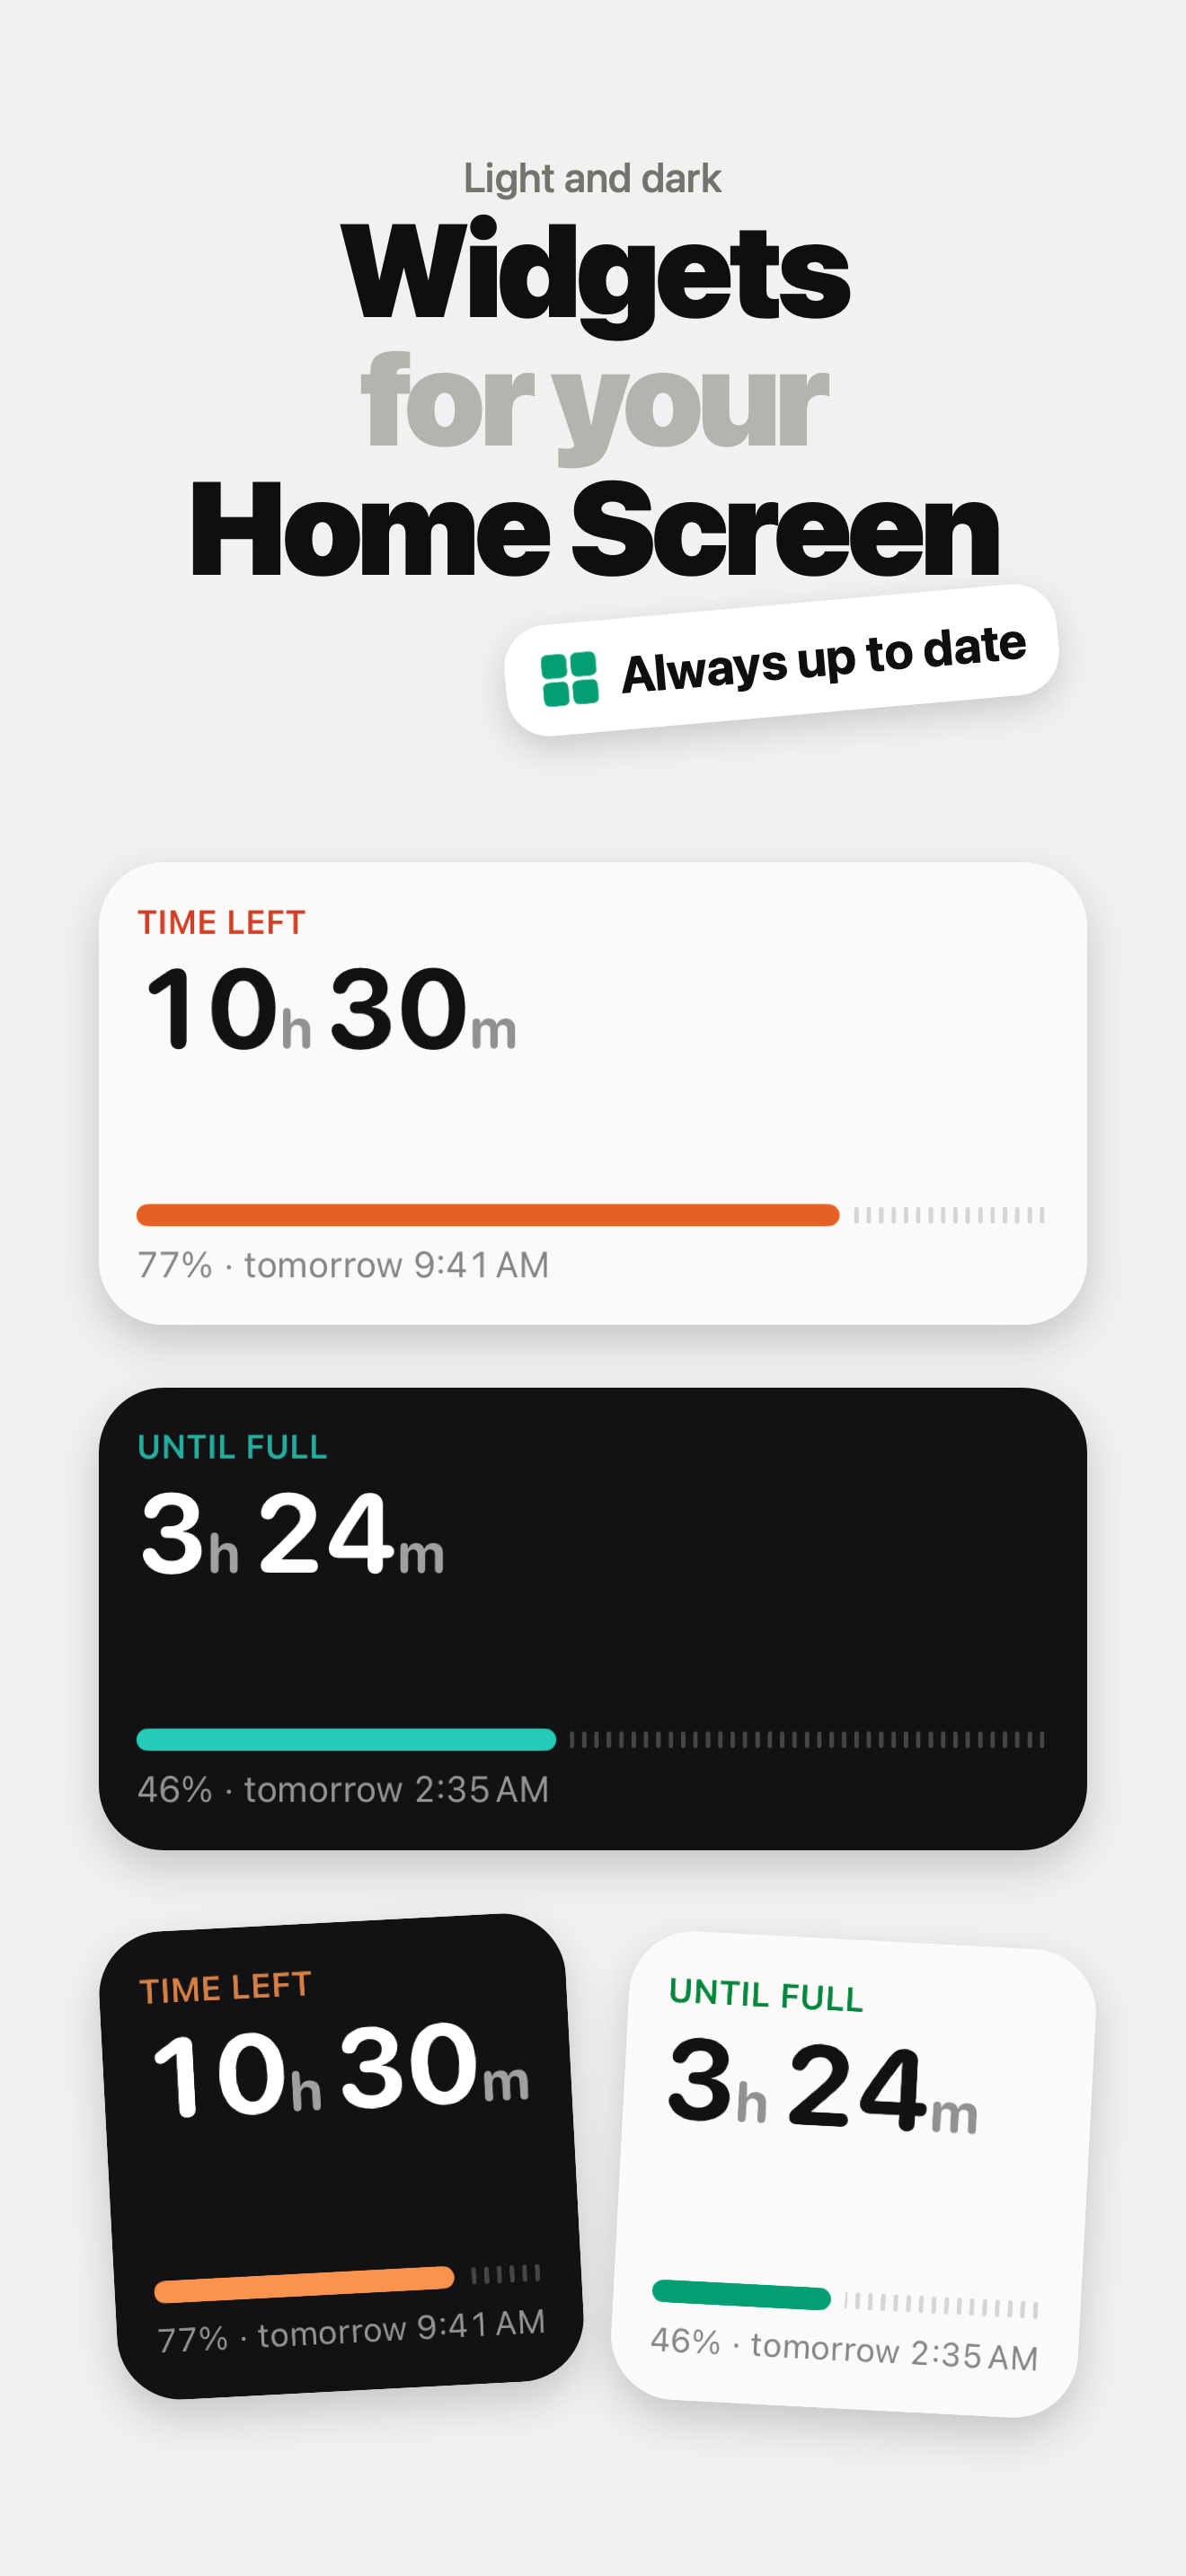 Light and dark
Widgets
for your
Home Screen
Always up to date
TIME LEFT
10h 30m
77% · tomorrow 9:41 AM
UNTIL FULL
3h 24m
46% · tomorrow 2:35 AM
TIME LEFT
10h 30m
77% · tomorrow 9:41 AM
UNTIL FULL
3h 24m
46% · tomorrow 2:35 AM